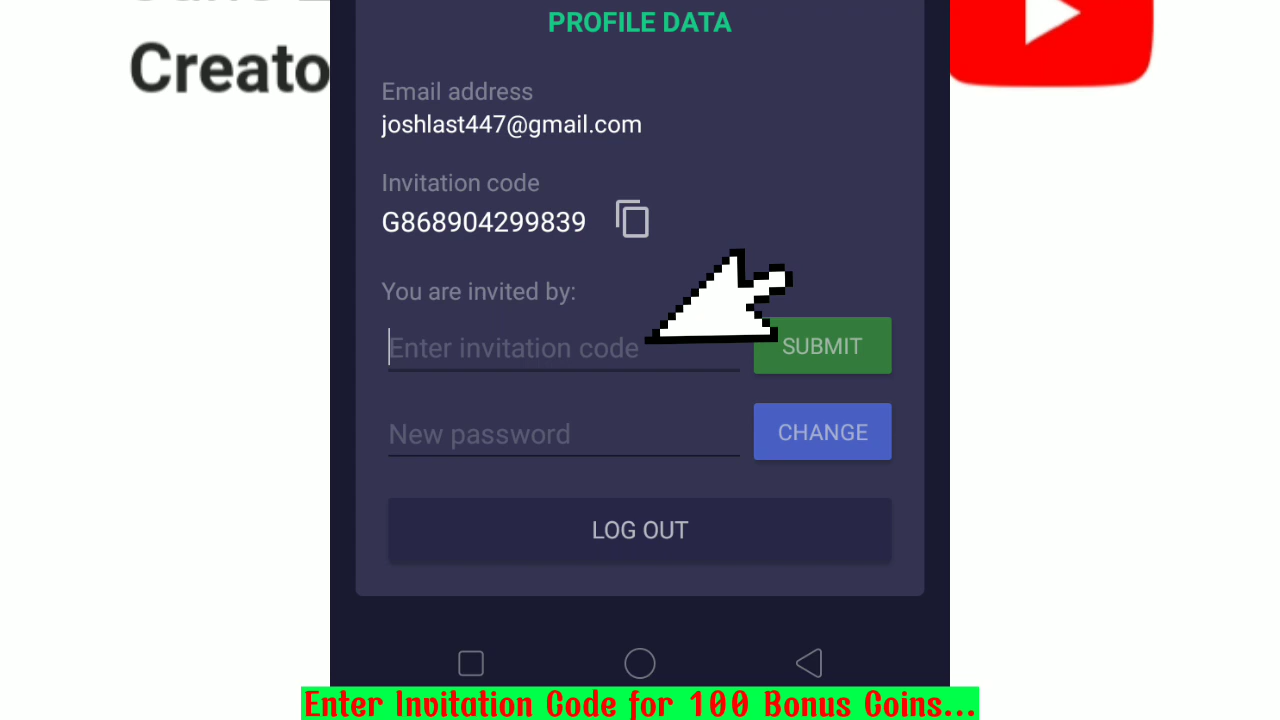 Creato
PROFILE DATA
Email address
joshlast447@gmail.com
Invitation code
G868904299839
You are invited by:
Enter invitation code
SUBMIT
New password
CHANGE
LOG OUT
Enter Invitation Code for 100 Bonus Coins...